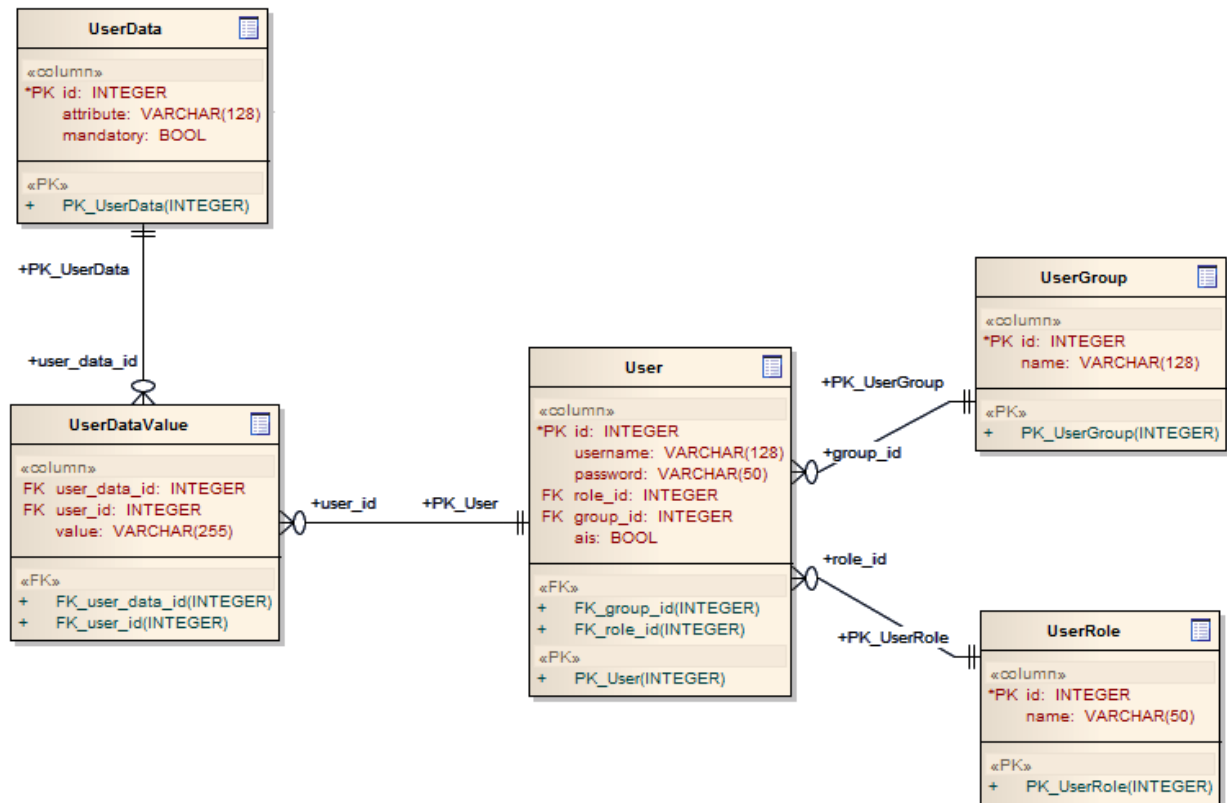 UserData
«column»
*PK id: INTEGER
attribute: VARCHAR(128)
mandatory: BOOL
«PK»
+ PK_UserData(INTEGER)
+PK_UserData
+user_data_id
UserDataValue
«column»
FK user_data_id: INTEGER
FK user_id: INTEGER
value: VARCHAR(255)
«FK»
+ FK_user_data_id(INTEGER)
+ FK_user_id(INTEGER)
+user_id
+PK_User
User
«column»
*PK id: INTEGER
username: VARCHAR(128)
password: VARCHAR(50)
FK role_id: INTEGER
FK group_id: INTEGER
ais: BOOL
«FK»
+ FK_group_id(INTEGER)
+ FK_role_id(INTEGER)
«PK»
+ PK_User(INTEGER)
+PK_UserGroup
+group_id
UserGroup
«column»
*PK id: INTEGER
name: VARCHAR(128)
«PK»
+ PK_UserGroup(INTEGER)
+role_id
+PK_UserRole
UserRole
«column»
*PK id: INTEGER
name: VARCHAR(50)
«PK»
+ PK_UserRole(INTEGER)